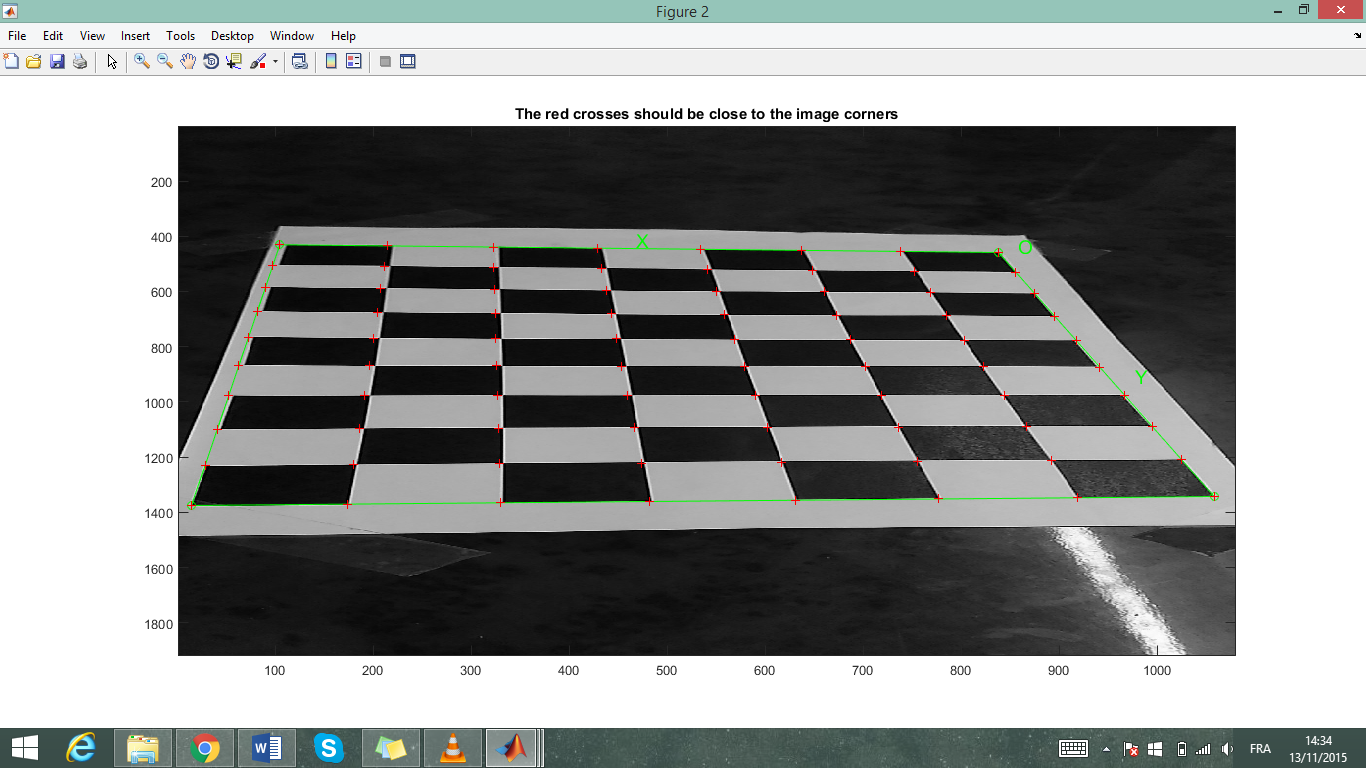 Figure 2
File Edit View Insert Tools Desktop Window Help
The red crosses should be close to the image corners
200
400
600
800
1000
1200
1400
1600
1800
X
O
Y
100 200 300 400 500 600 700 800 900 1000
FRA
14:34
13/11/2015